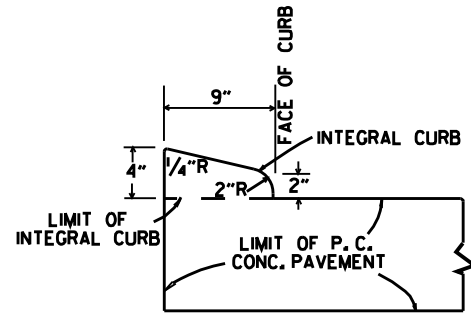 FACE OF CURB
9"
INTEGRAL CURB
4"
1/4"R
2"R
2"
LIMIT OF
INTEGRAL CURB
LIMIT OF P.C.
CONC. PAVEMENT